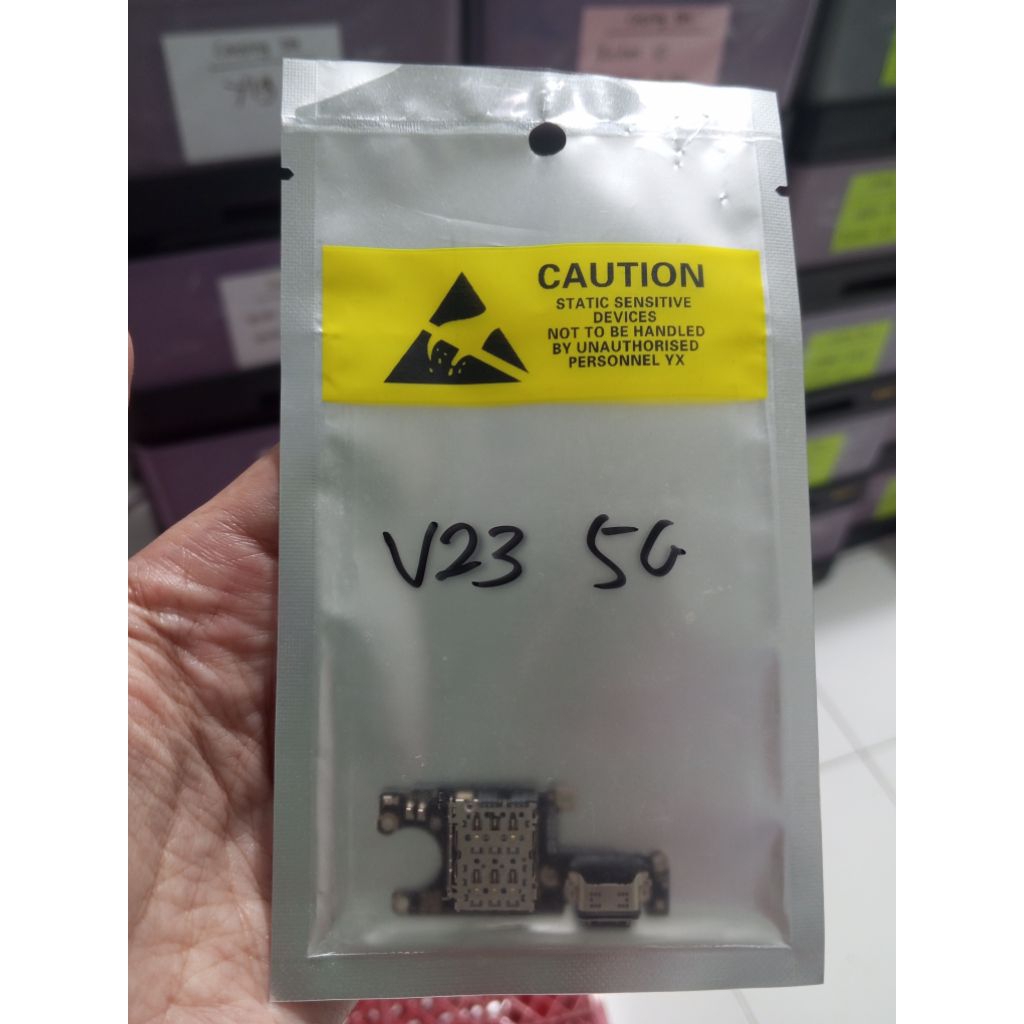 CAUTION
STATIC SENSITIVE
DEVICES
NOT TO BE HANDLED
BY UNAUTHORISED
PERSONNEL YX
V23 5G